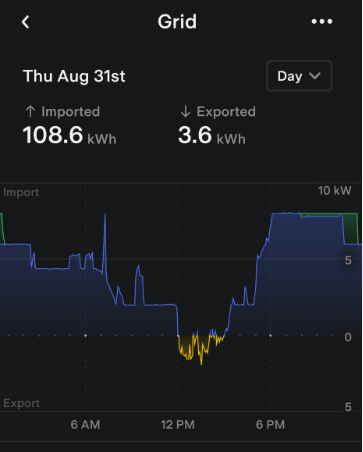 Grid
Thu Aug 31st
Day
↑ Imported
↓ Exported
108.6 kWh
3.6 kWh
Import
10 kW
5
0
Export
5
6 AM
12 PM
6 PM